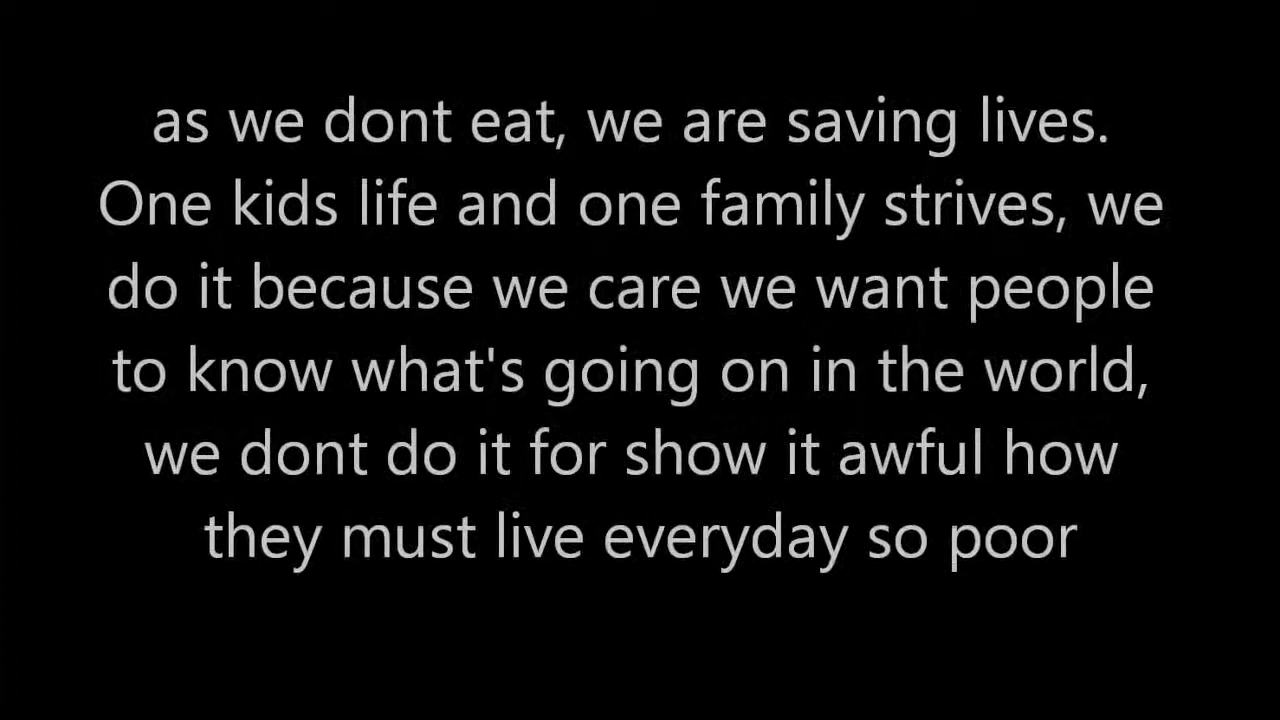 as we dont eat, we are saving lives.
One kids life and one family strives, we
do it because we care we want people
to know what's going on in the world,
we dont do it for show it awful how
they must live everyday so poor